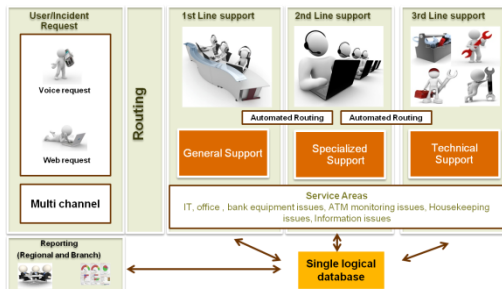 User/Incident
Request
Voice request
Web request
Multi channel
Routing
1st Line support
2nd Line support
3rd Line support
Automated Routing
Automated Routing
General Support
Specialized
Support
Technical
Support
Service Areas
IT, office , bank equipment issues, ATM monitoring issues, Housekeeping
issues, Information issues
Reporting
(Regional and Branch)
Single logical
database